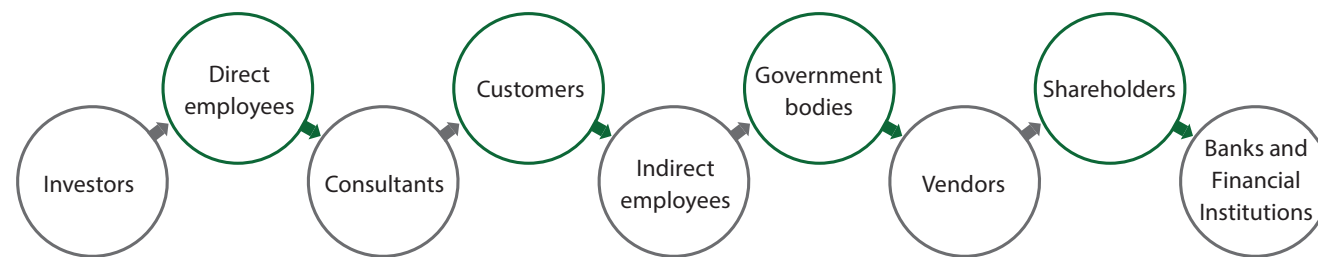 Investors
Direct
employees
Consultants
Customers
Indirect
employees
Government
bodies
Vendors
Shareholders
Banks and
Financial
Institutions